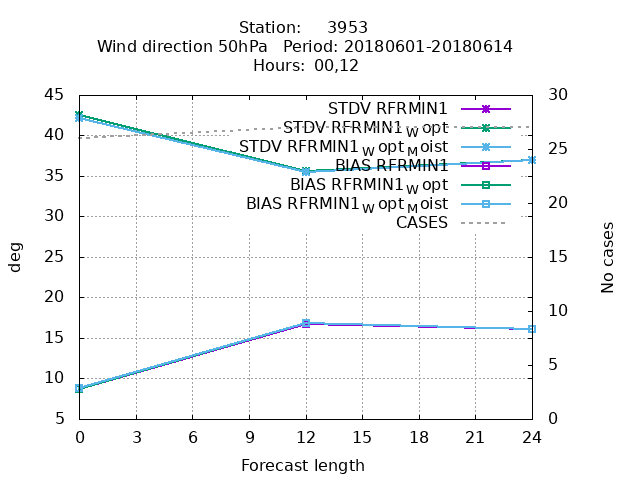 Station: 3953
Wind direction 50hPa Period: 20180601-20180614
Hours: 00,12
45
40
35
30
25
20
15
10
5
30
25
20
15
10
5
0
STDV RFRMIN1
STDV RFRMIN1_W opt
STDV RFRMIN1_W opt_M oist
BIAS RFRMIN1
BIAS RFRMIN1_W opt
BIAS RFRMIN1_W opt_M oist
CASES
deg
No cases
0 3 6 9 12 15 18 21 24
Forecast length